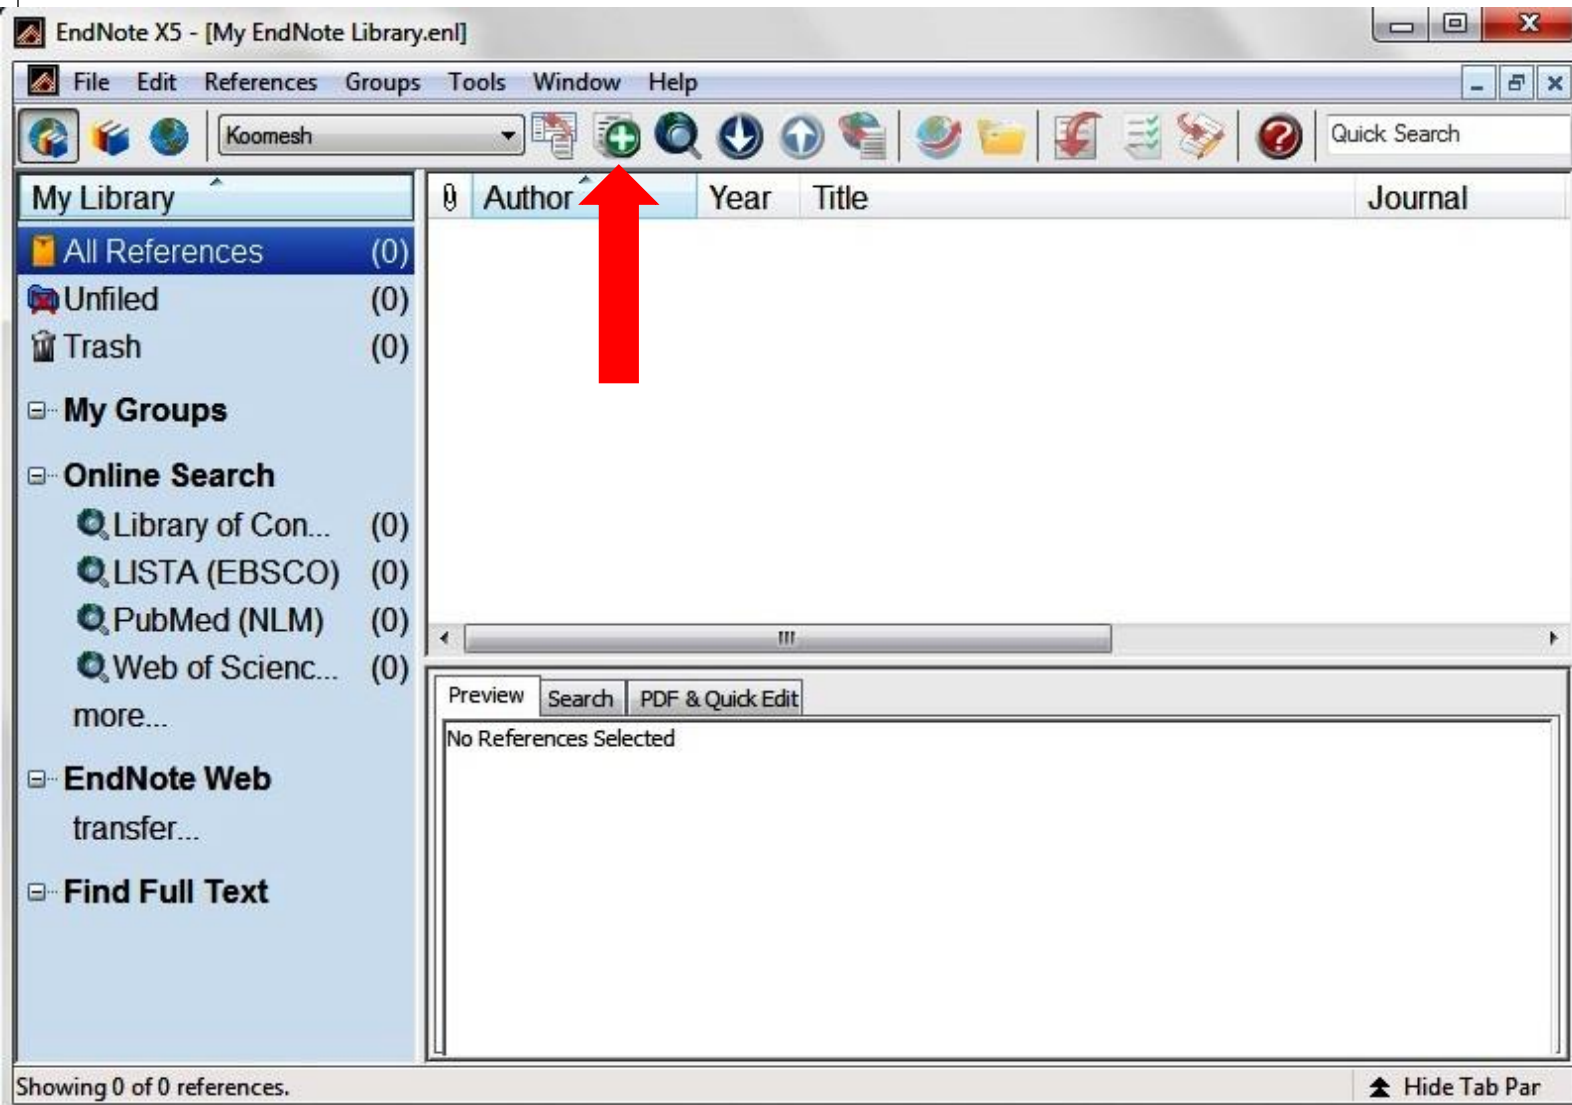 EndNote X5 - [My EndNote Library.enl]
File Edit References Groups Tools Window Help
Koomesh
Quick Search
My Library
All References (0)
Unfiled (0)
Trash (0)
My Groups
Online Search
Library of Con... (0)
LISTA (EBSCO) (0)
PubMed (NLM) (0)
Web of Scienc... (0)
more...
EndNote Web
transfer...
Find Full Text
Author Year Title Journal
Preview Search PDF & Quick Edit
No References Selected
Showing 0 of 0 references.
Hide Tab Par